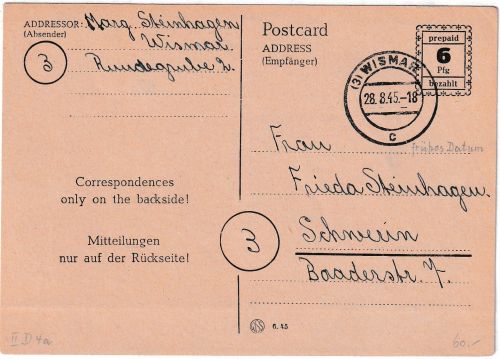 ADDRESSOR: Marg. Steinhagen
(Absender)
Wismar
3
Rundegrube 2.
Postcard
ADDRESS
(Empfänger)
prepaid
6
Pfg
bezahlt
(3) WISMAR
28.8.45.-18
c
frühes Datum
Frau
Frieda Steinhagen.
3
Schwerin
Baaderstr. 7.
Correspondences
only on the backside!
Mitteilungen
nur auf der Rückseite!
II D 4a
6.45
60.-